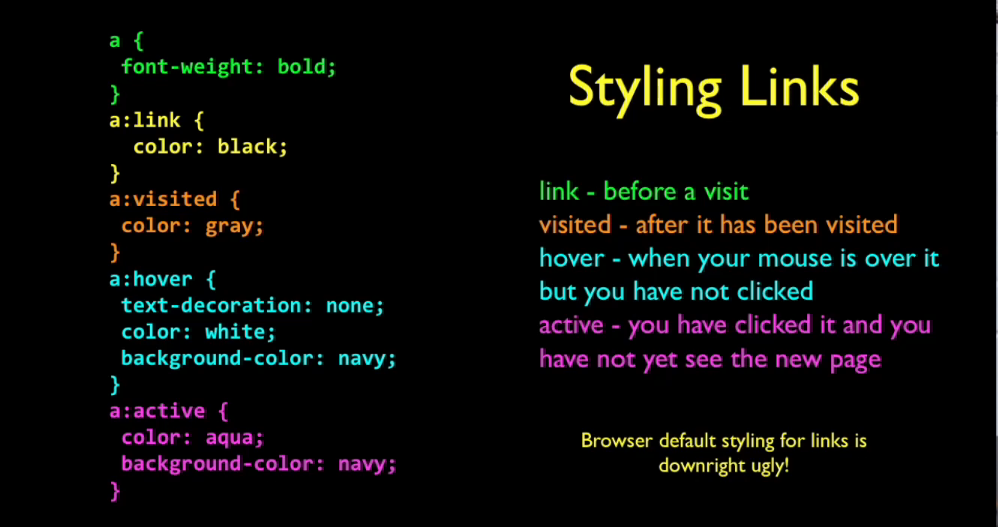 a {
font-weight: bold;
}
a:link {
color: black;
}
a:visited {
color: gray;
}
a:hover {
text-decoration: none;
color: white;
background-color: navy;
}
a:active {
color: aqua;
background-color: navy;
}
Styling Links
link - before a visit
visited - after it has been visited
hover - when your mouse is over it
but you have not clicked
active - you have clicked it and you
have not yet see the new page
Browser default styling for links is
downright ugly!